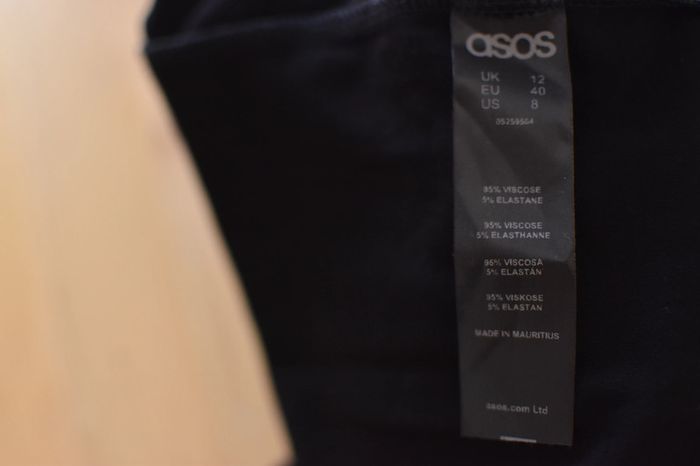 asos
UK 12
EU 40
US 8
05259504
95% VISCOSE
5% ELASTANE
95% VISCOSE
5% ELASTHANNE
95% VISCOSA
5% ELASTÁN
95% VISKOSE
5% ELASTAN
MADE IN MAURITIUS
asos.com Ltd